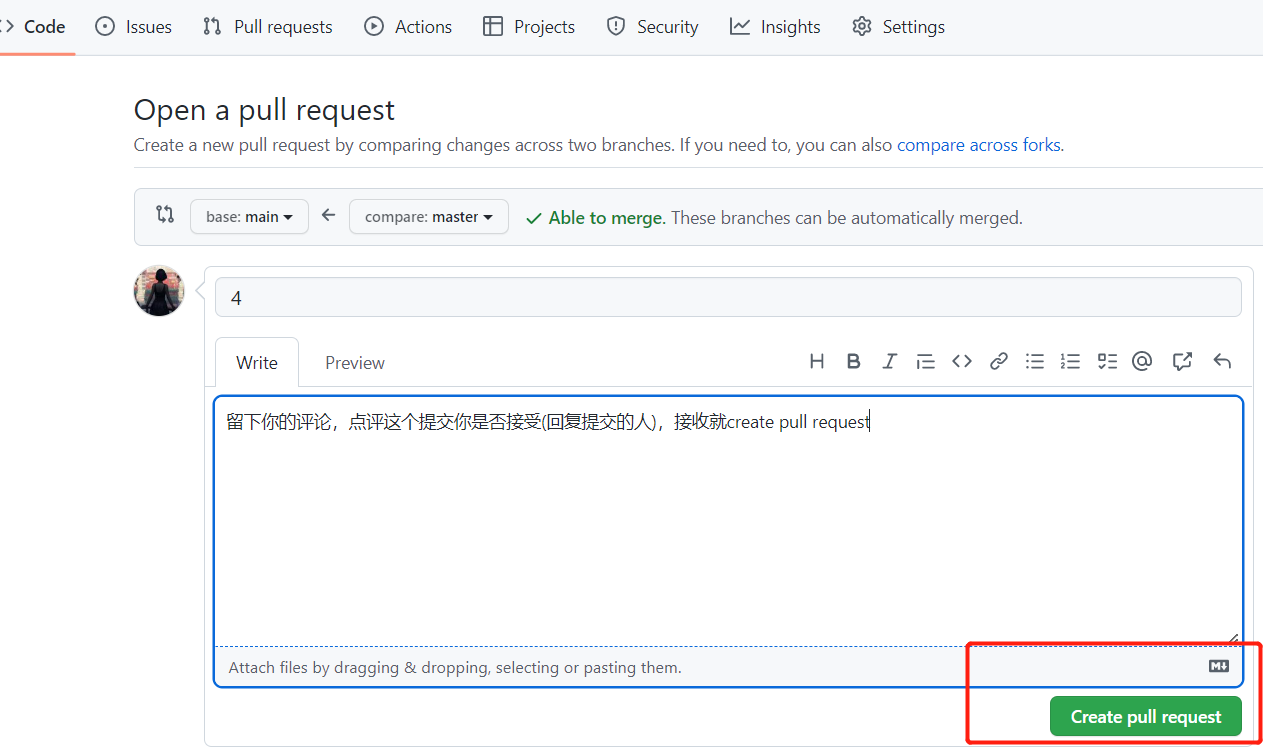 Code Issues Pull requests Actions Projects Security Insights Settings
Open a pull request
Create a new pull request by comparing changes across two branches. If you need to, you can also compare across forks.
base: main compare: master Able to merge. These branches can be automatically merged.
4
Write Preview
留下你的评论，点评这个提交你是否接受(回复提交的人)，接收就create pull request
Attach files by dragging & dropping, selecting or pasting them.
Create pull request